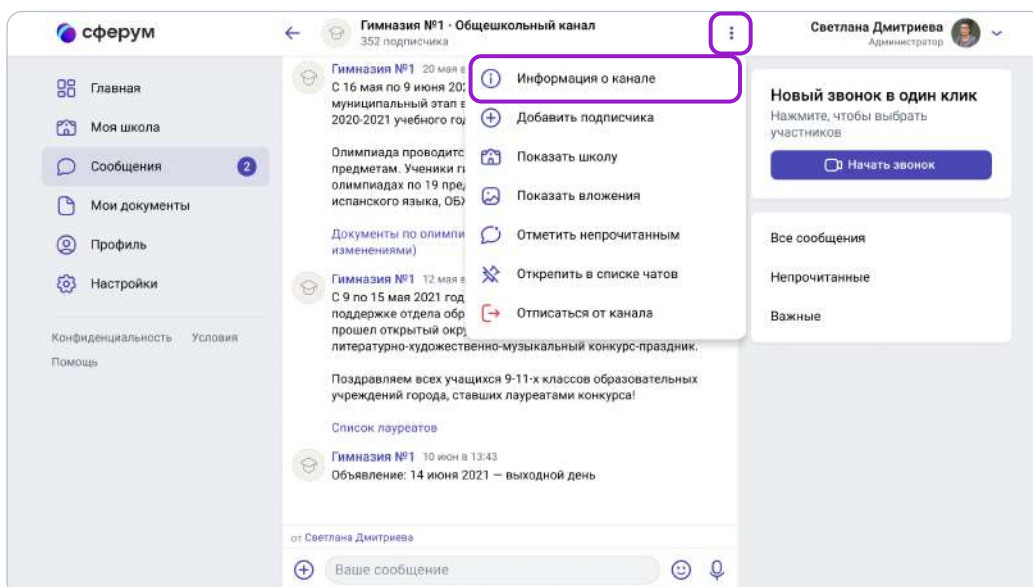 сферум
Главная
Моя школа
Сообщения 2
Мои документы
Профиль
Настройки
Конфиденциальность Условия
Помощь
Гимназия №1 · Общешкольный канал
352 подписчика
Гимназия №1 20 мая в
С 16 мая по 9 июня 20
муниципальный этап в
2020-2021 учебного го
Олимпиада проводитс
предметам. Ученики г
олимпиадах по 19 пре
испанского языка, ОБ
Документы по олимпи
изменениями)
Гимназия №1 12 мая в
С 9 по 15 мая 2021 год
поддержке отдела обр
прошел открытый окр
литературно-художественно-музыкальный конкурс-праздник.
Поздравляем всех учащихся 9-11-х классов образовательных
учреждений города, ставших лауреатами конкурса!
Список лауреатов
Гимназия №1 10 июн в 13:43
Объявление: 14 июня 2021 — выходной день
от Светлана Дмитриева
Ваше сообщение
Информация о канале
Добавить подписчика
Показать школу
Показать вложения
Отметить непрочитанным
Открепить в списке чатов
Отписаться от канала
Светлана Дмитриева
Администратор
Новый звонок в один клик
Нажмите, чтобы выбрать
участников
Начать звонок
Все сообщения
Непрочитанные
Важные